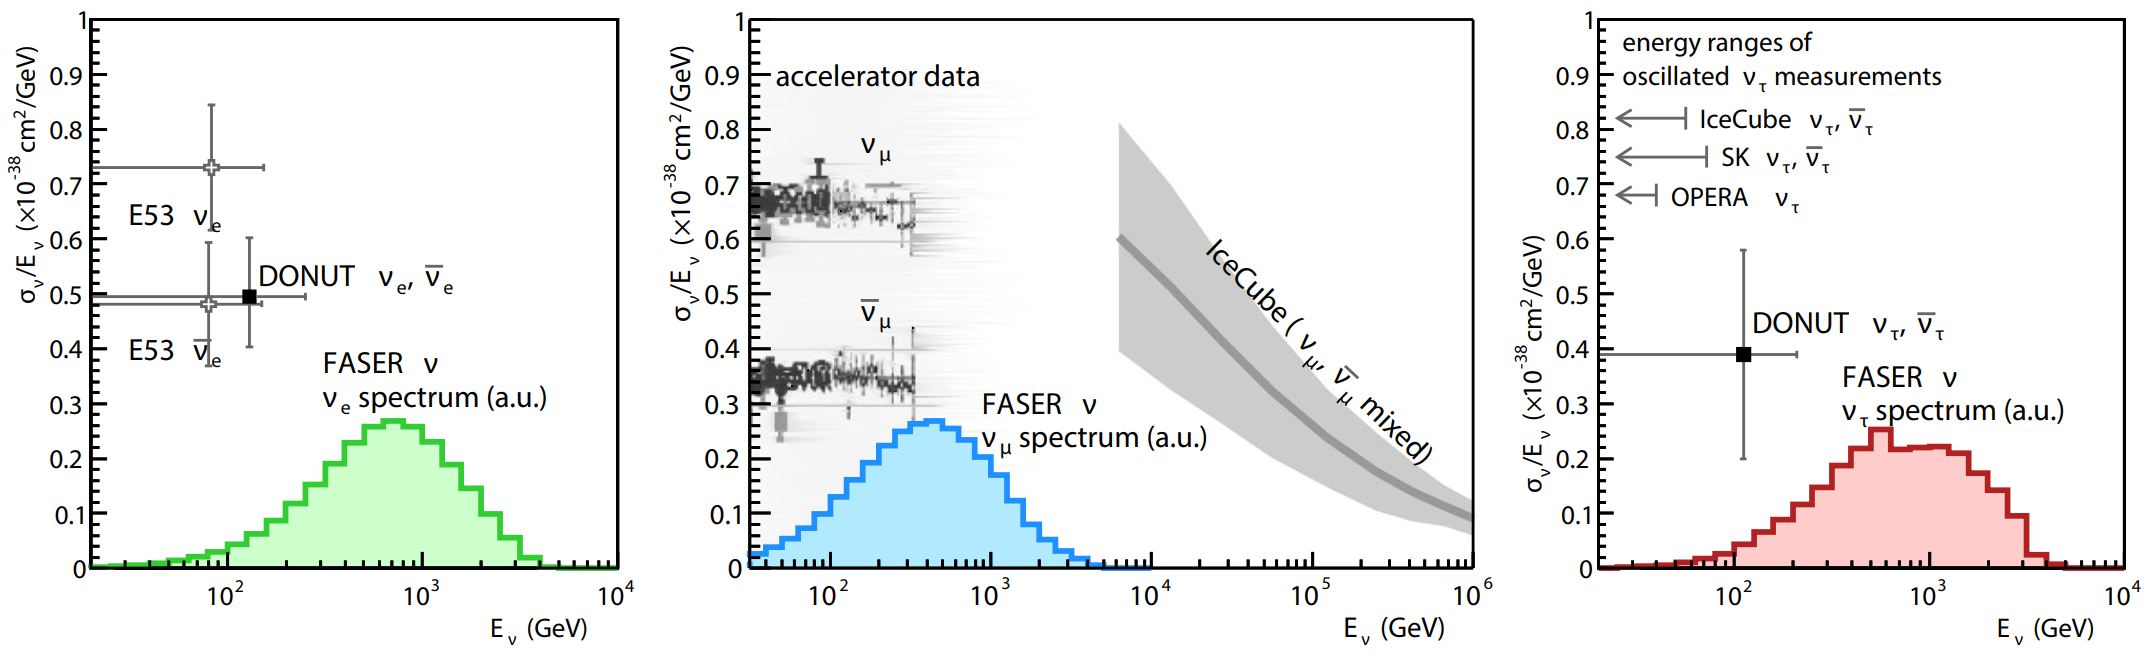 σν/Eν (×10-38 cm2/GeV)
1
0.9
0.8
0.7
0.6
0.5
0.4
0.3
0.2
0.1
0
E53 νe
DONUT νe, ν̅e
E53 ν̅e
FASER ν
νe spectrum (a.u.)
102
103
104
Eν (GeV)
σν/Eν (×10-38 cm2/GeV)
1
0.9
0.8
0.7
0.6
0.5
0.4
0.3
0.2
0.1
0
accelerator data
νμ
ν̅μ
IceCube ( νμ, ν̅μ mixed)
FASER ν
νμ spectrum (a.u.)
102
103
104
105
106
Eν (GeV)
σν/Eν (×10-38 cm2/GeV)
1
0.9
0.8
0.7
0.6
0.5
0.4
0.3
0.2
0.1
0
energy ranges of
oscillated ντ measurements
IceCube ντ, ν̅τ
SK ντ, ν̅τ
OPERA ντ
DONUT ντ, ν̅τ
FASER ν
ντ spectrum (a.u.)
102
103
104
Eν (GeV)